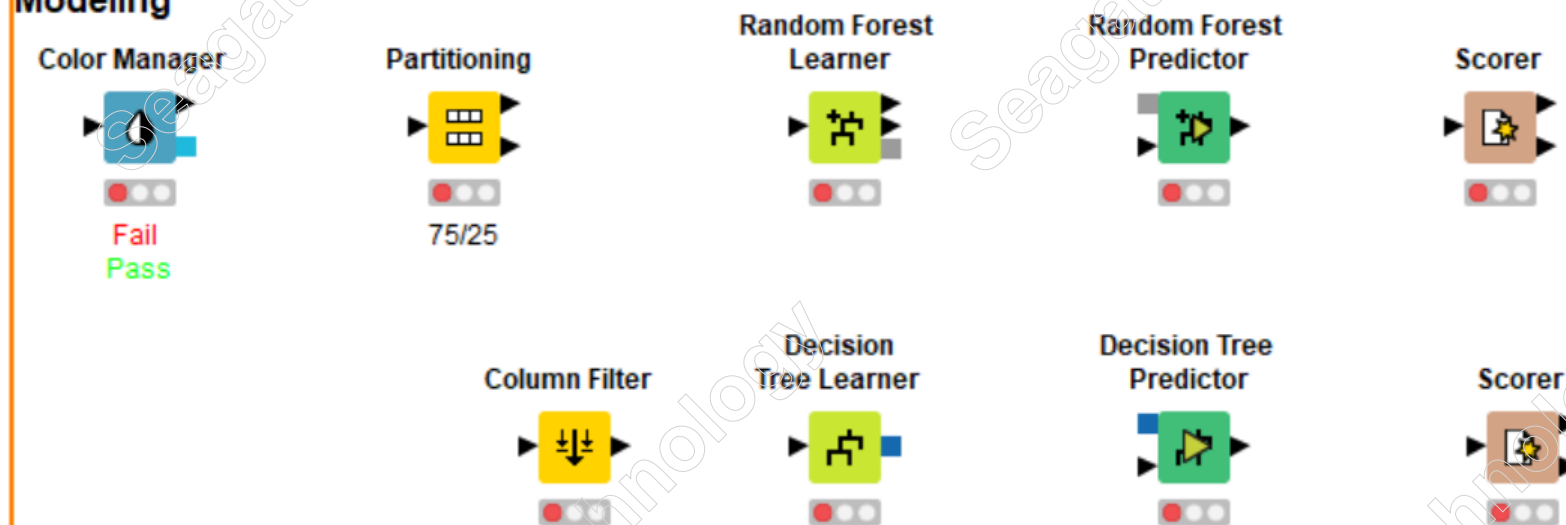 Modeling
Color Manager
Partitioning
Random Forest
Learner
Random Forest
Predictor
Scorer
Fail
Pass
75/25
Column Filter
Decision
Tree Learner
Decision Tree
Predictor
Scorer